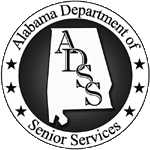 Alabama Department of
ADSS
Senior Services